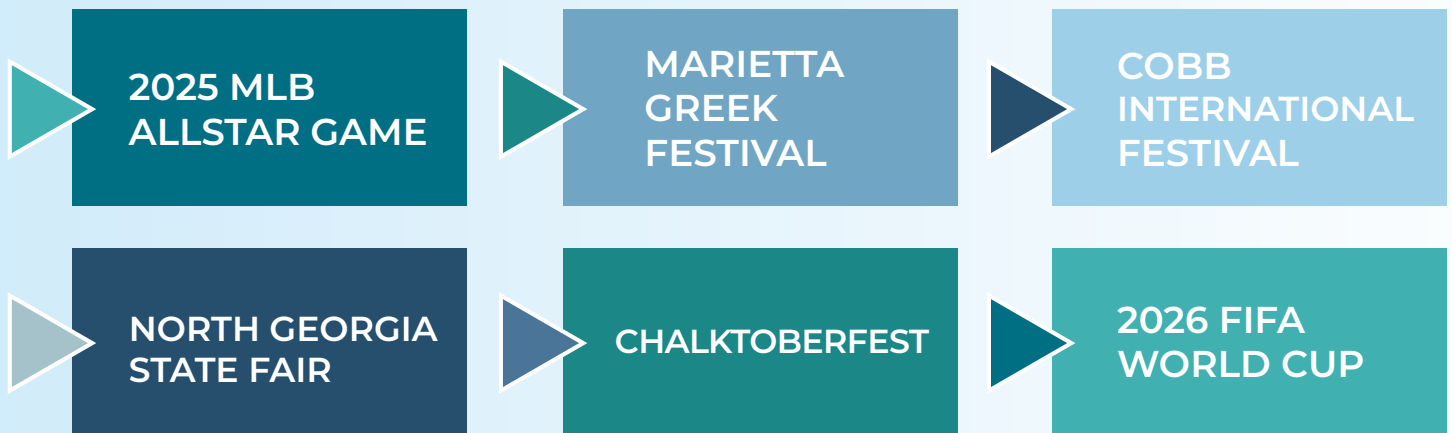 2025 MLB
ALLSTAR GAME
MARIETTA
GREEK
FESTIVAL
COBB
INTERNATIONAL
FESTIVAL
NORTH GEORGIA
STATE FAIR
CHALKTOBERFEST
2026 FIFA
WORLD CUP